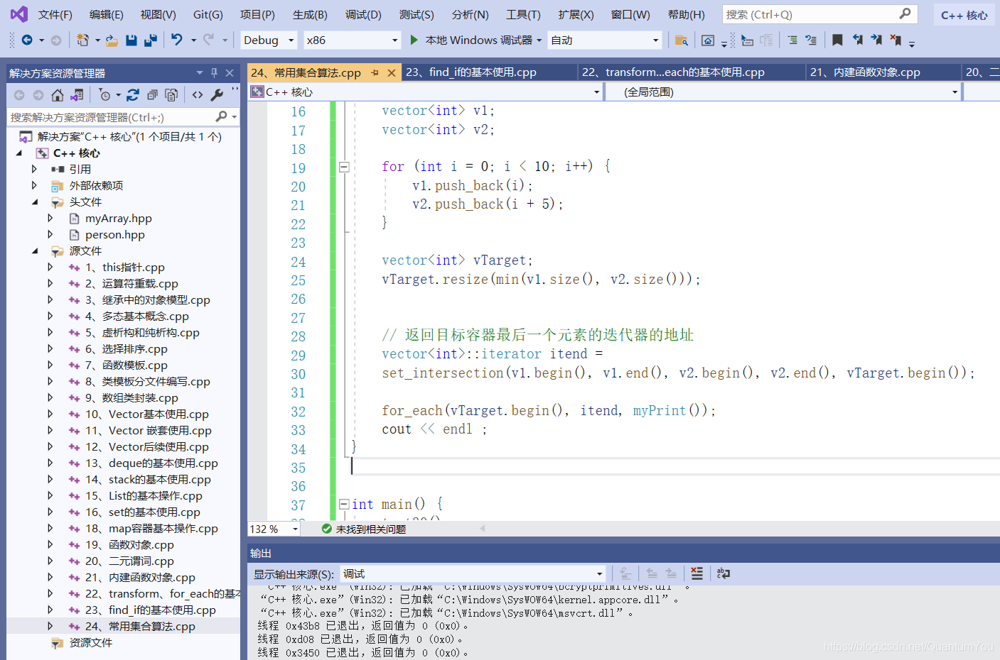 文件(F) 编辑(E) 视图(V) Git(G) 项目(P) 生成(B) 调试(D) 测试(S) 分析(N) 工具(T) 扩展(X) 窗口(W) 帮助(H) 搜索 (Ctrl+Q) C++ 核心
Debug x86 本地 Windows 调试器 自动
解决方案资源管理器
搜索解决方案资源管理器(Ctrl+;)
解决方案"C++ 核心"(1 个项目/共 1 个)
C++ 核心
引用
外部依赖项
头文件
myArray.hpp
person.hpp
源文件
1、this指针.cpp
2、运算符重载.cpp
3、继承中的对象模型.cpp
4、多态基本概念.cpp
5、虚析构和纯析构.cpp
6、选择排序.cpp
7、函数模板.cpp
8、类模板分文件编写.cpp
9、数组类封装.cpp
10、Vector基本使用.cpp
11、Vector 嵌套使用.cpp
12、Vector后续使用.cpp
13、deque的基本使用.cpp
14、stack的基本使用.cpp
15、List的基本操作.cpp
16、set的基本使用.cpp
18、map容器基本操作.cpp
19、函数对象.cpp
20、二元谓词.cpp
21、内建函数对象.cpp
22、transform、for_each的基本
23、find_if的基本使用.cpp
24、常用集合算法.cpp
资源文件
24、常用集合算法.cpp 23、find_if的基本使用.cpp 22、transform...each的基本使用.cpp 21、内建函数对象.cpp 20、二
C++ 核心 (全局范围)
16 vector<int> v1;
17 vector<int> v2;
18
19 for (int i = 0; i < 10; i++) {
20 v1.push_back(i);
21 v2.push_back(i + 5);
22 }
23
24 vector<int> vTarget;
25 vTarget.resize(min(v1.size(), v2.size()));
26
27
28 // 返回目标容器最后一个元素的迭代器的地址
29 vector<int>::iterator itend =
30 set_intersection(v1.begin(), v1.end(), v2.begin(), v2.end(), vTarget.begin());
31
32 for_each(vTarget.begin(), itend, myPrint());
33 cout << endl ;
34 }
35
36
37 int main() {
132 % 未找到相关问题
输出
显示输出来源(S): 调试
“C++ 核心.exe” (Win32): 已加载 “C:\Windows\SysWOW64\bcryptprimitives.dll”。
“C++ 核心.exe” (Win32): 已加载 “C:\Windows\SysWOW64\kernel.appcore.dll”。
“C++ 核心.exe” (Win32): 已加载 “C:\Windows\SysWOW64\msvcrt.dll”。
线程 0x43b8 已退出，返回值为 0 (0x0)。
线程 0xd08 已退出，返回值为 0 (0x0)。
线程 0x3450 已退出，返回值为 0 (0x0)。
https://blog.csdn.net/QuantumYou